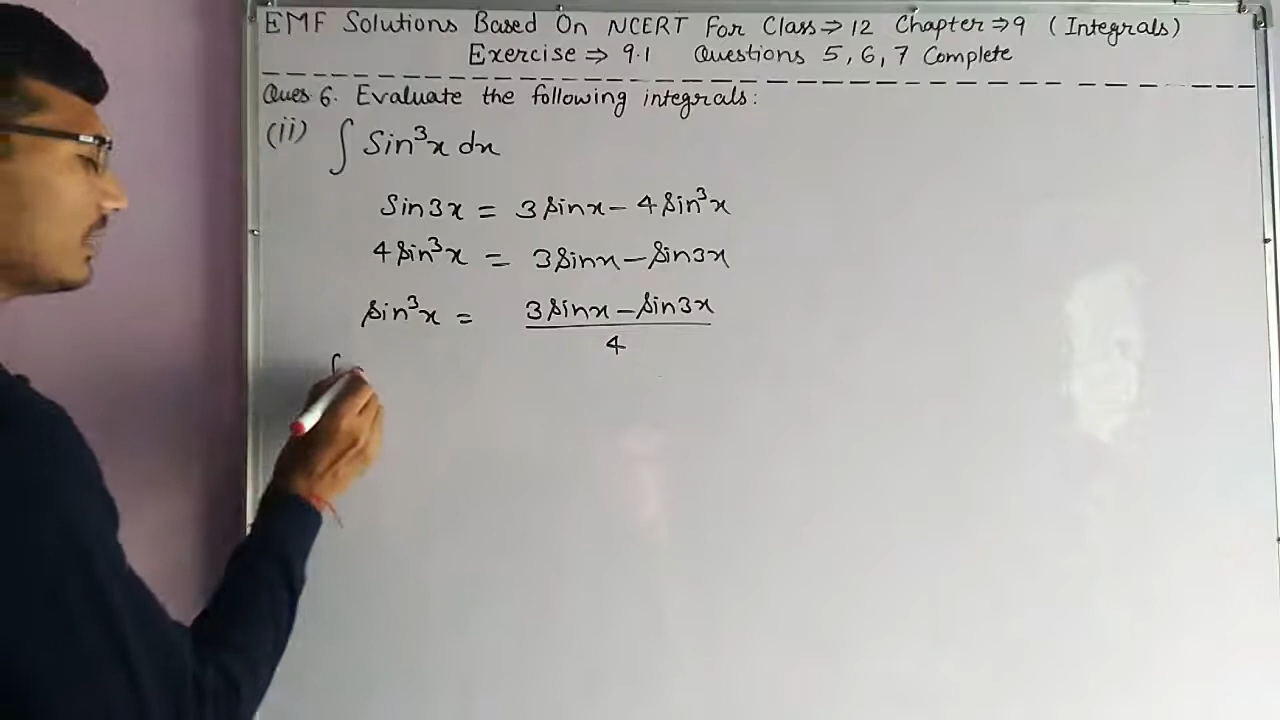 EMF Solutions Based On NCERT For Class⇒12 Chapter⇒9 (Integrals)
Exercise ⇒ 9.1 Questions 5, 6, 7 Complete
Ques 6. Evaluate the following integrals:
(ii) ∫ Sin³x dx
Sin3x = 3 Sinx - 4 Sin³x
4 Sin³x = 3 Sinx - Sin3x
Sin³x = 3 Sinx - Sin3x
4
∫